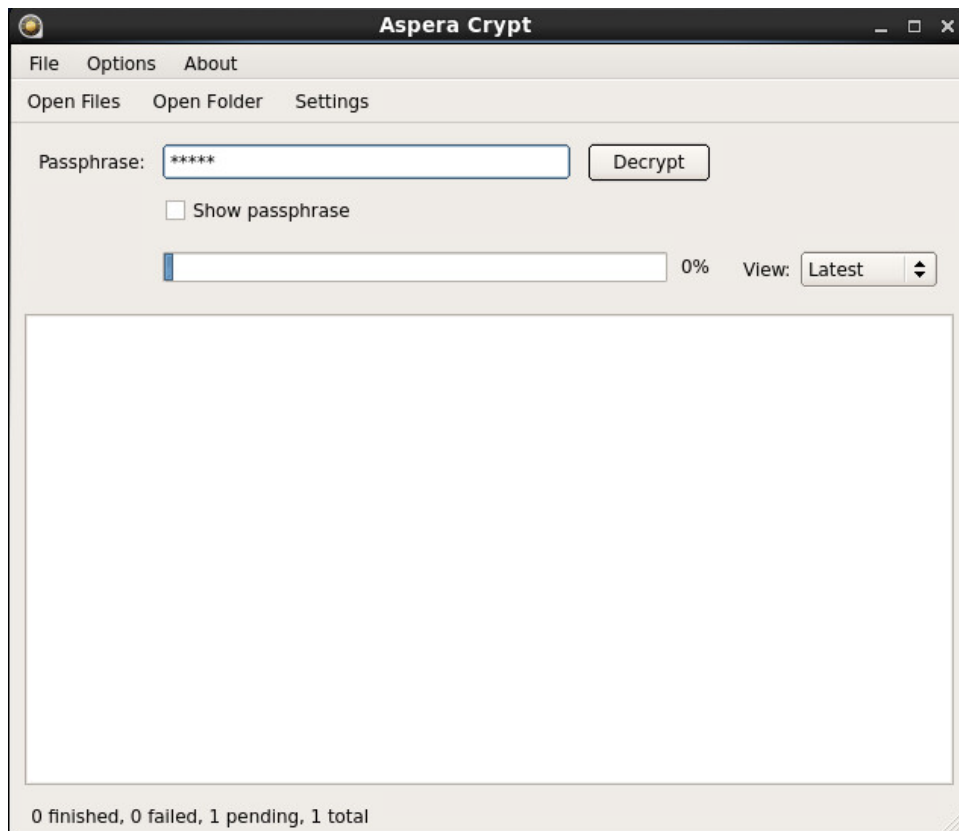 Aspera Crypt
File Options About
Open Files Open Folder Settings
Passphrase: ***** Decrypt
Show passphrase
0% View: Latest
0 finished, 0 failed, 1 pending, 1 total